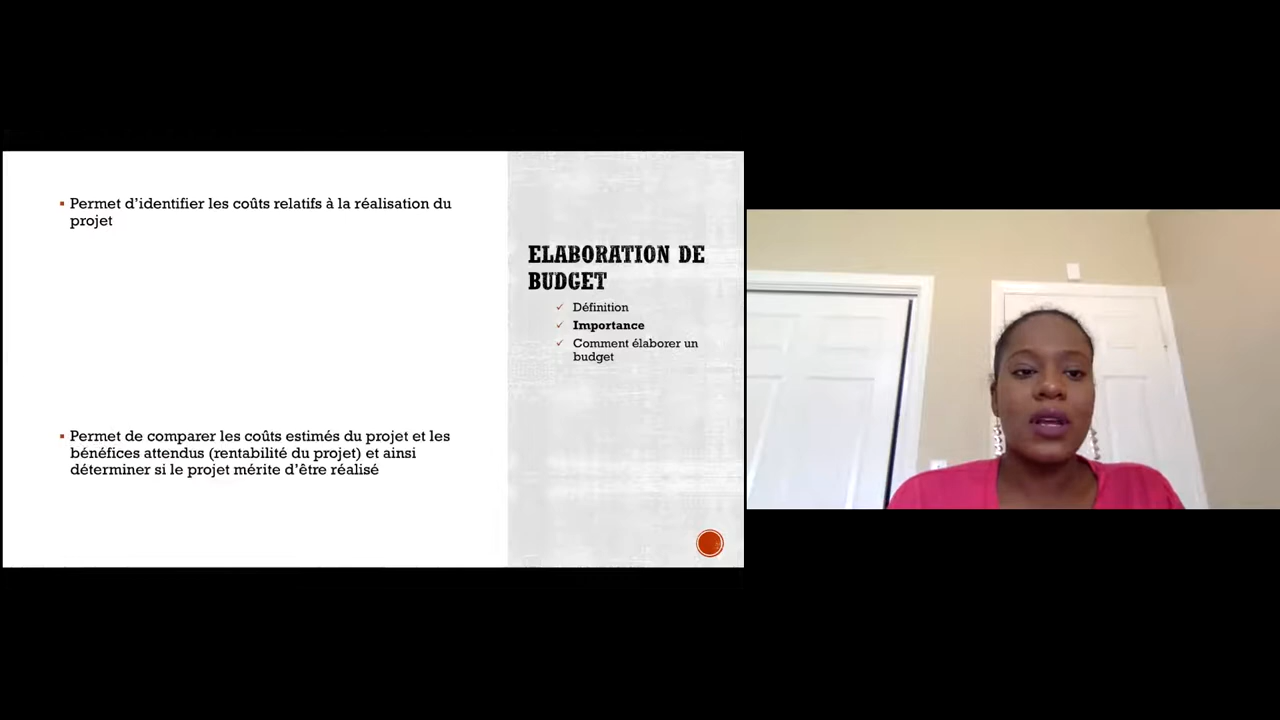 ▪ Permet d'identifier les coûts relatifs à la réalisation du
projet
▪ Permet de comparer les coûts estimés du projet et les
bénéfices attendus (rentabilité du projet) et ainsi
déterminer si le projet mérite d'être réalisé
ELABORATION DE
BUDGET
✓ Définition
✓ Importance
✓ Comment élaborer un
budget